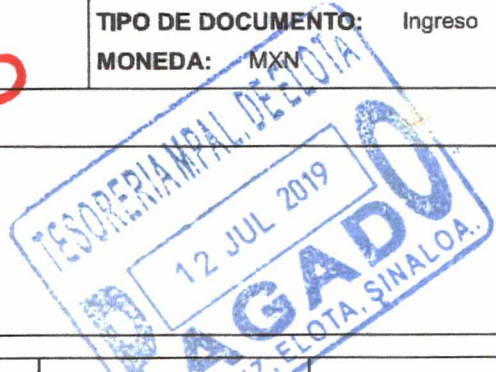 TIPO DE DOCUMENTO: Ingreso
MONEDA: MXN
TESORERIA MPAL. DE ELOTA
12 JUL 2019
PAGADO
ELOTA, SINALOA.